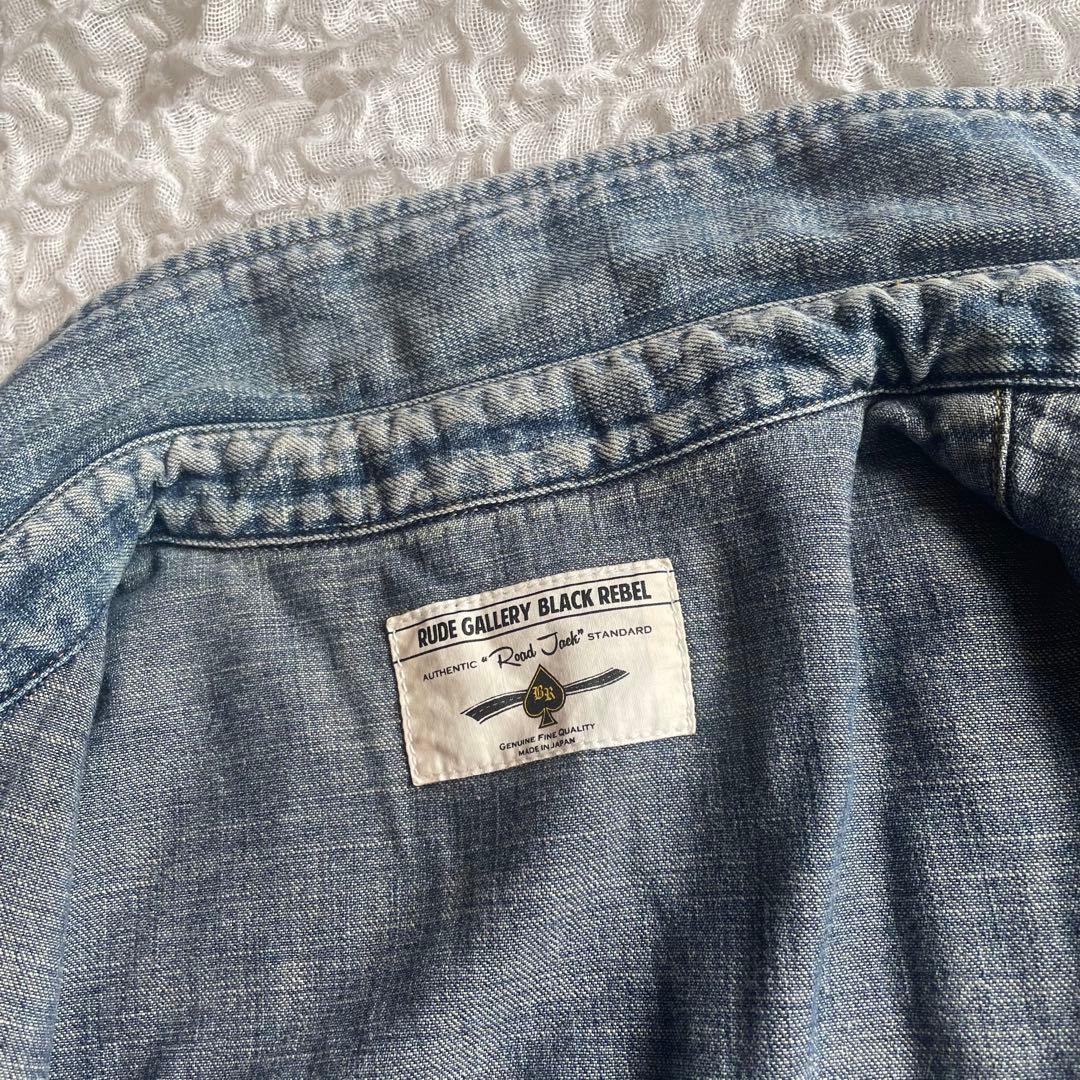 RUDE GALLERY BLACK REBEL
AUTHENTIC "Road Jack" STANDARD
BR
GENUINE FINE QUALITY
MADE IN JAPAN